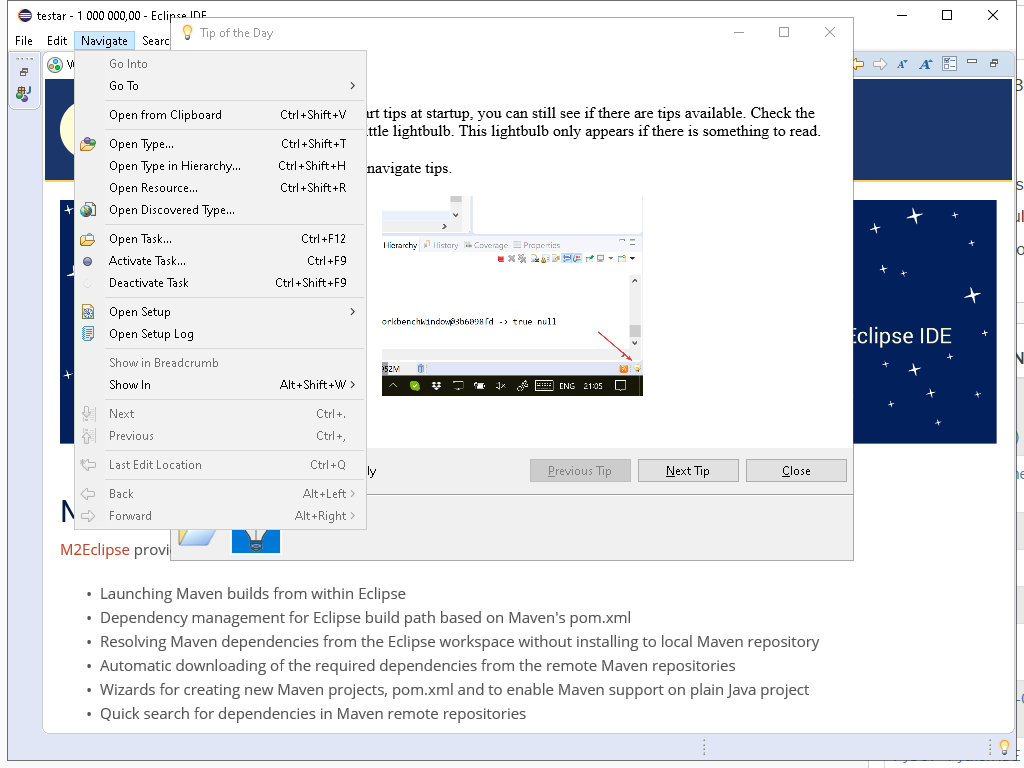 testar - 1 000 000,00 - Eclipse IDE
File Edit Navigate Searc
Tip of the Day
Go Into
Go To
Open from Clipboard Ctrl+Shift+V
Open Type... Ctrl+Shift+T
Open Type in Hierarchy... Ctrl+Shift+H
Open Resource... Ctrl+Shift+R
Open Discovered Type...
Open Task... Ctrl+F12
Activate Task... Ctrl+F9
Deactivate Task Ctrl+Shift+F9
Open Setup
Open Setup Log
Show in Breadcrumb
Show In Alt+Shift+W
Next Ctrl+.
Previous Ctrl+,
Last Edit Location Ctrl+Q
Back Alt+Left
Forward Alt+Right
rt tips at startup, you can still see if there are tips available. Check the
ttle lightbulb. This lightbulb only appears if there is something to read.
navigate tips.
Hierarchy History Coverage Properties
orkbenchWindow@3b6098fd -> true null
952M
ENG 21:05
Eclipse IDE
ly
Previous Tip Next Tip Close
M2Eclipse provi
• Launching Maven builds from within Eclipse
• Dependency management for Eclipse build path based on Maven's pom.xml
• Resolving Maven dependencies from the Eclipse workspace without installing to local Maven repository
• Automatic downloading of the required dependencies from the remote Maven repositories
• Wizards for creating new Maven projects, pom.xml and to enable Maven support on plain Java project
• Quick search for dependencies in Maven remote repositories